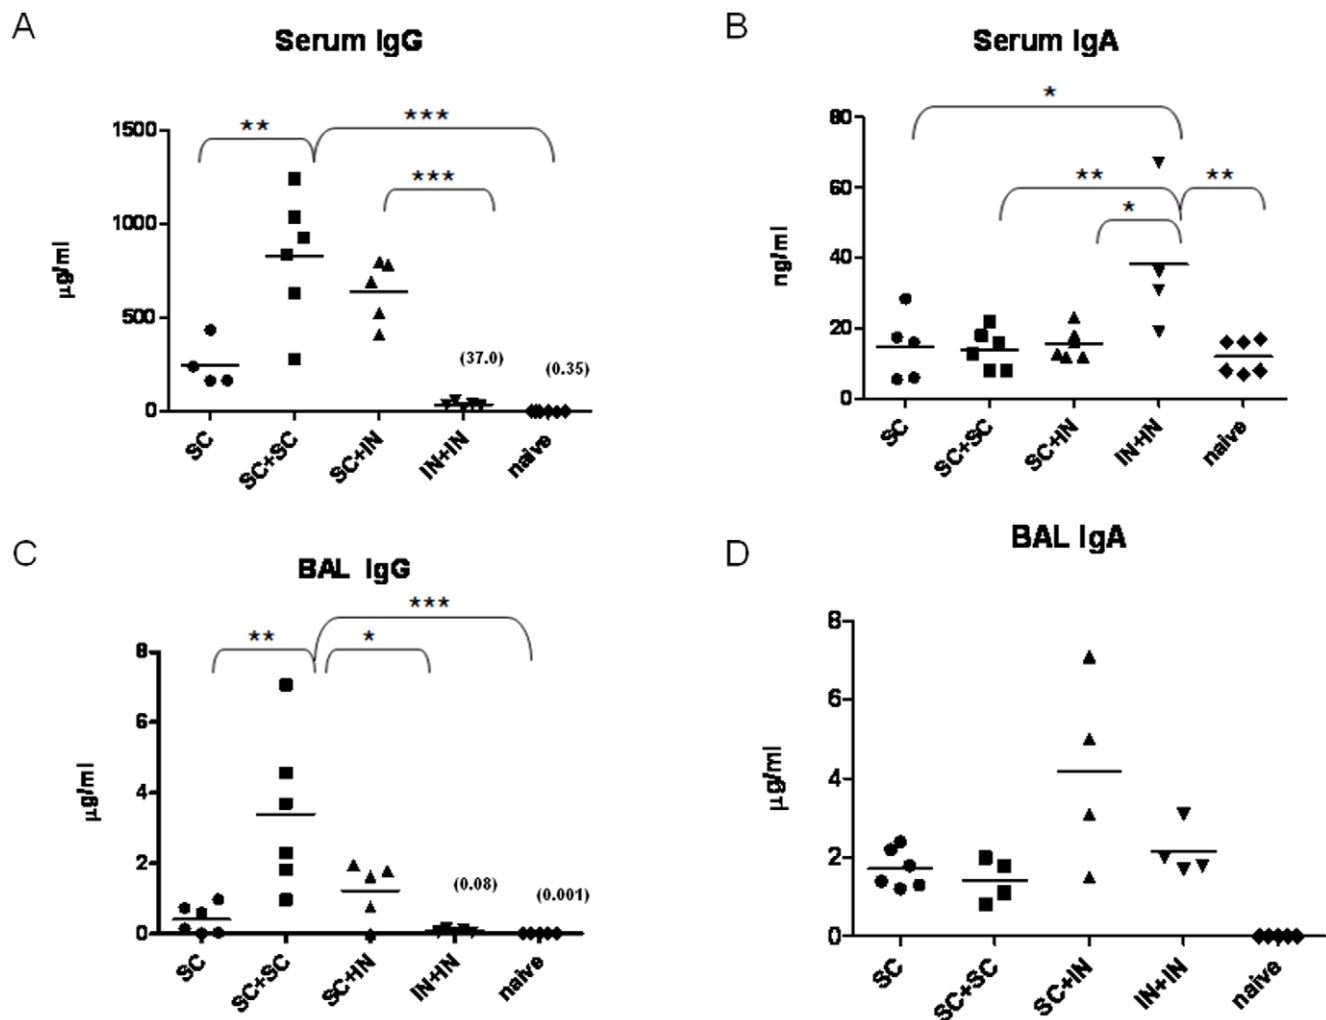 A
Serum IgG
**
***
***
1500
1000
500
0
µg/ml
(37.0)
(0.35)
SC
SC+SC
SC+IN
IN+IN
naive
B
Serum IgA
*
**
**
*
80
60
40
20
0
ng/ml
SC
SC+SC
SC+IN
IN+IN
naive
C
BAL IgG
***
**
*
8
6
4
2
0
µg/ml
(0.08)
(0.001)
SC
SC+SC
SC+IN
IN+IN
naive
D
BAL IgA
8
6
4
2
0
µg/ml
SC
SC+SC
SC+IN
IN+IN
naive